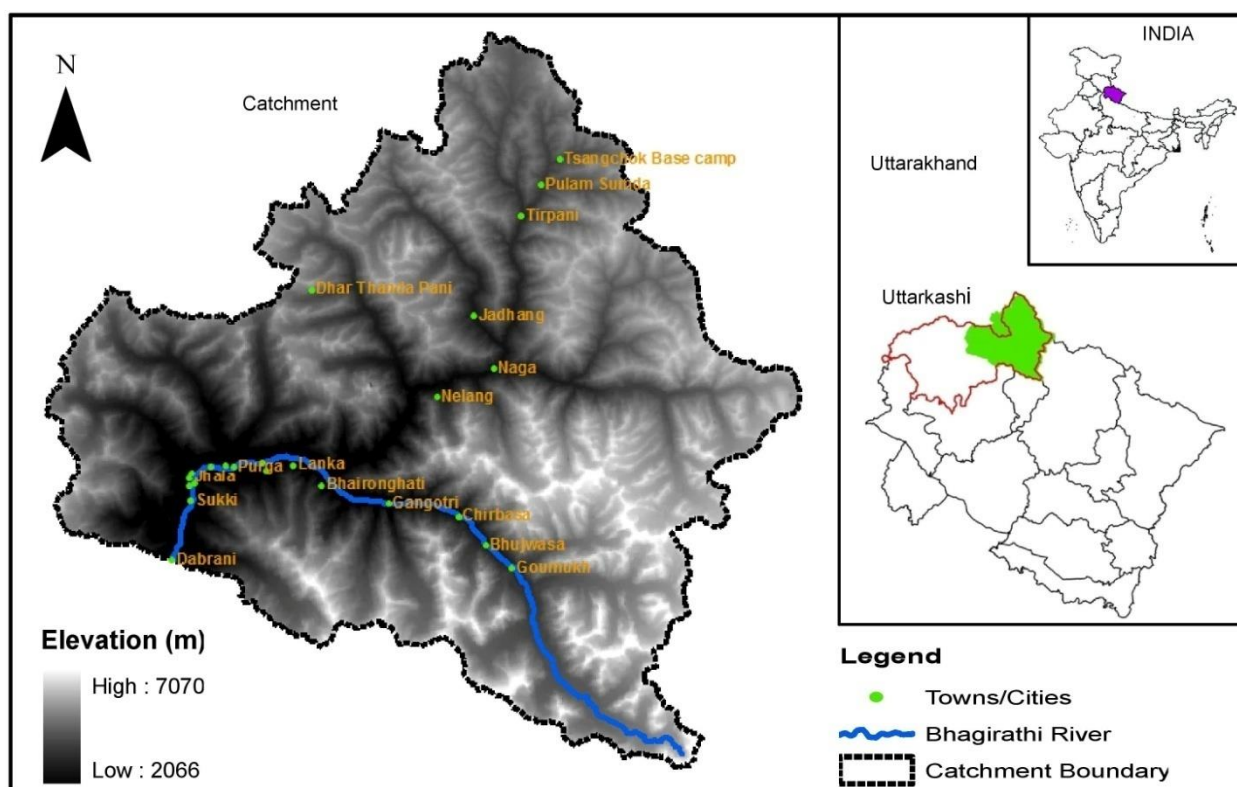 N
Catchment
Tsangchok Base camp
Pulam Sumda
Tirpani
Dhar Thanda Pani
Jadhang
Naga
Nelang
Purga
Lanka
Jhala
Bhaironghati
Sukki
Gangotri
Chirbasa
Bhujwasa
Dabrani
Goumukh
Elevation (m)
High : 7070
Low : 2066
INDIA
Uttarakhand
Uttarkashi
Legend
Towns/Cities
Bhagirathi River
Catchment Boundary